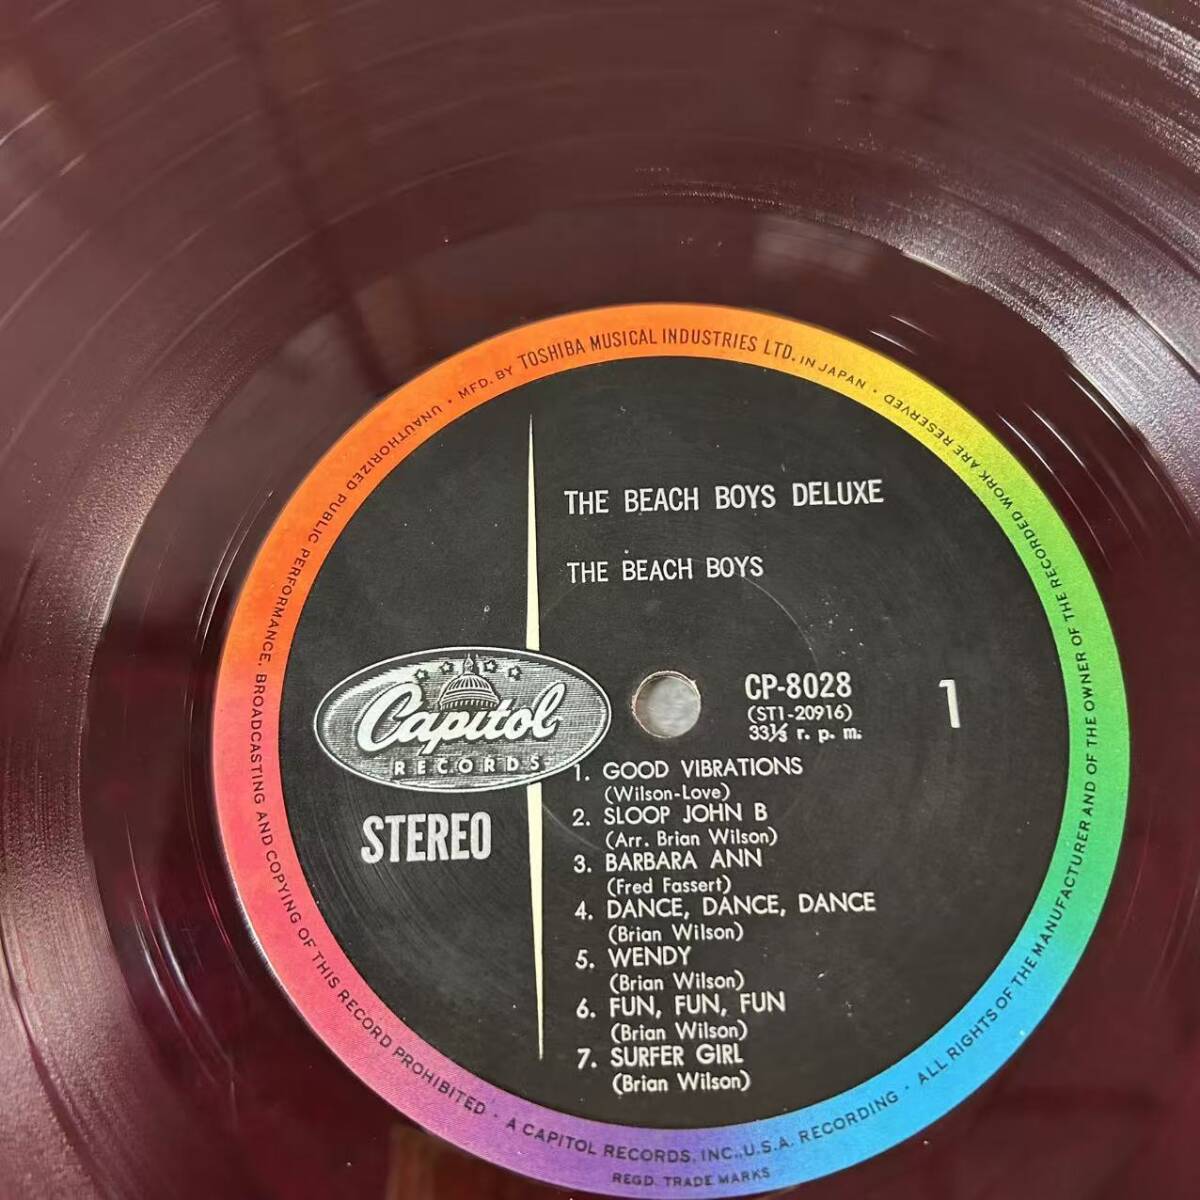 MFD. BY TOSHIBA MUSICAL INDUSTRIES LTD. IN JAPAN · ALL RIGHTS OF THE MANUFACTURER AND OF THE OWNER OF THE RECORDED WORK ARE RESERVED
UNAUTHORIZED PUBLIC PERFORMANCE, BROADCASTING AND COPYING OF THIS RECORD PROHIBITED · A CAPITOL RECORDS, INC., U.S.A. RECORDING ·
REGD. TRADE MARKS
THE BEACH BOYS DELUXE
THE BEACH BOYS
Capitol
RECORDS
STEREO
CP-8028
(ST1-20916)
33⅓ r. p. m.
1
1. GOOD VIBRATIONS
(Wilson-Love)
2. SLOOP JOHN B
(Arr. Brian Wilson)
3. BARBARA ANN
(Fred Fassert)
4. DANCE, DANCE, DANCE
(Brian Wilson)
5. WENDY
(Brian Wilson)
6. FUN, FUN, FUN
(Brian Wilson)
7. SURFER GIRL
(Brian Wilson)